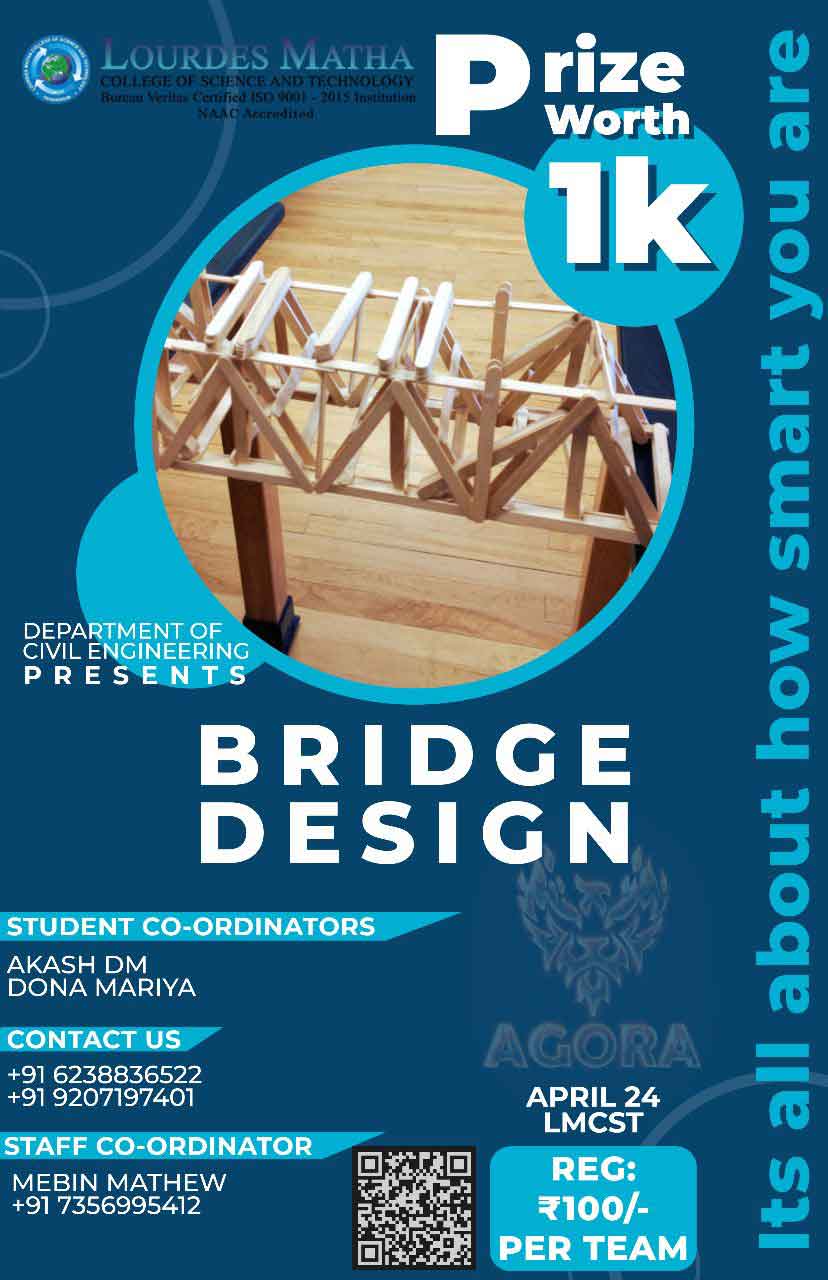 LOURDES MATHA
COLLEGE OF SCIENCE AND TECHNOLOGY
Bureau Veritas Certified ISO 9001 - 2015 Institution
NAAC Accredited
Prize
Worth
1k
Its all about how smart you are
DEPARTMENT OF
CIVIL ENGINEERING
PRESENTS
BRIDGE
DESIGN
STUDENT CO-ORDINATORS
AKASH DM
DONA MARIYA
CONTACT US
+91 6238836522
+91 9207197401
STAFF CO-ORDINATOR
MEBIN MATHEW
+91 7356995412
AGORA
APRIL 24
LMCST
REG:
₹100/-
PER TEAM